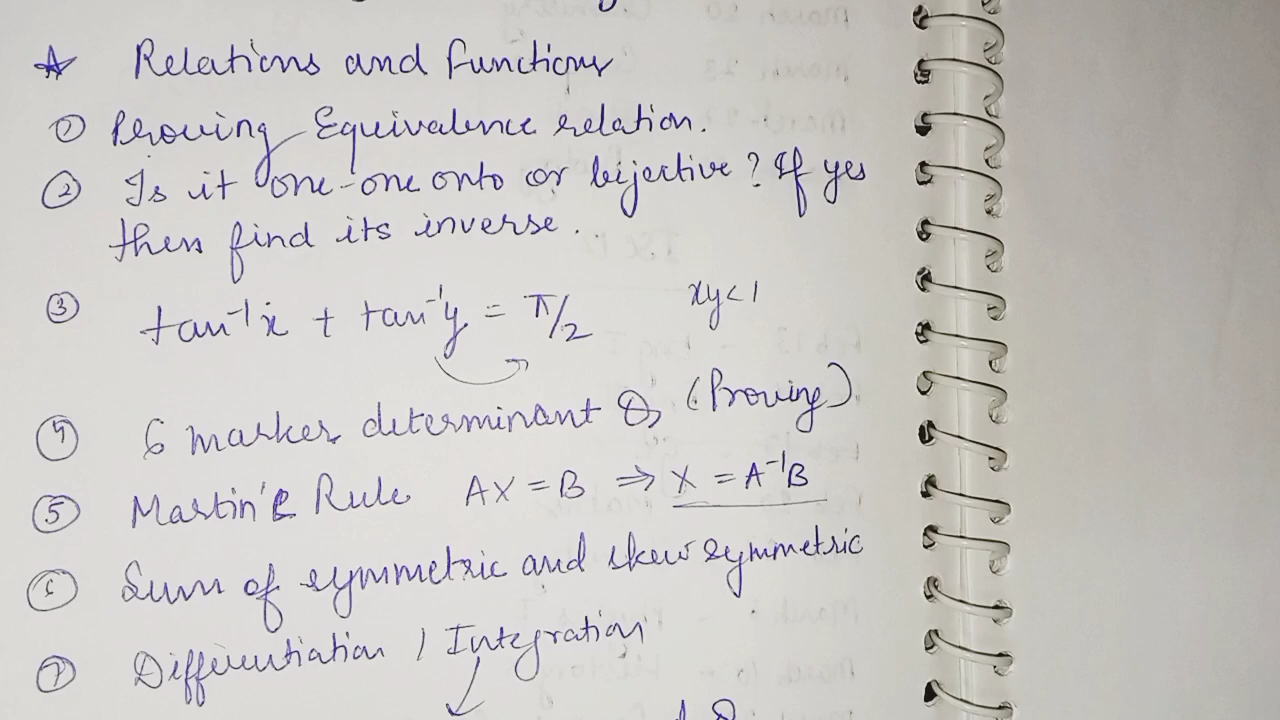 ☆ Relations and Functions
① Proving Equivalence relation.
② Is it one-one onto or bijective? If yes
then find its inverse.
③ tan⁻¹x + tan⁻¹y = π/2 xy<1
④ 6 marker determinant Q, (Proving)
⑤ Martin's Rule AX = B ⇒ X = A⁻¹B
⑥ Sum of symmetric and skew symmetric
⑦ Differentiation / Integration